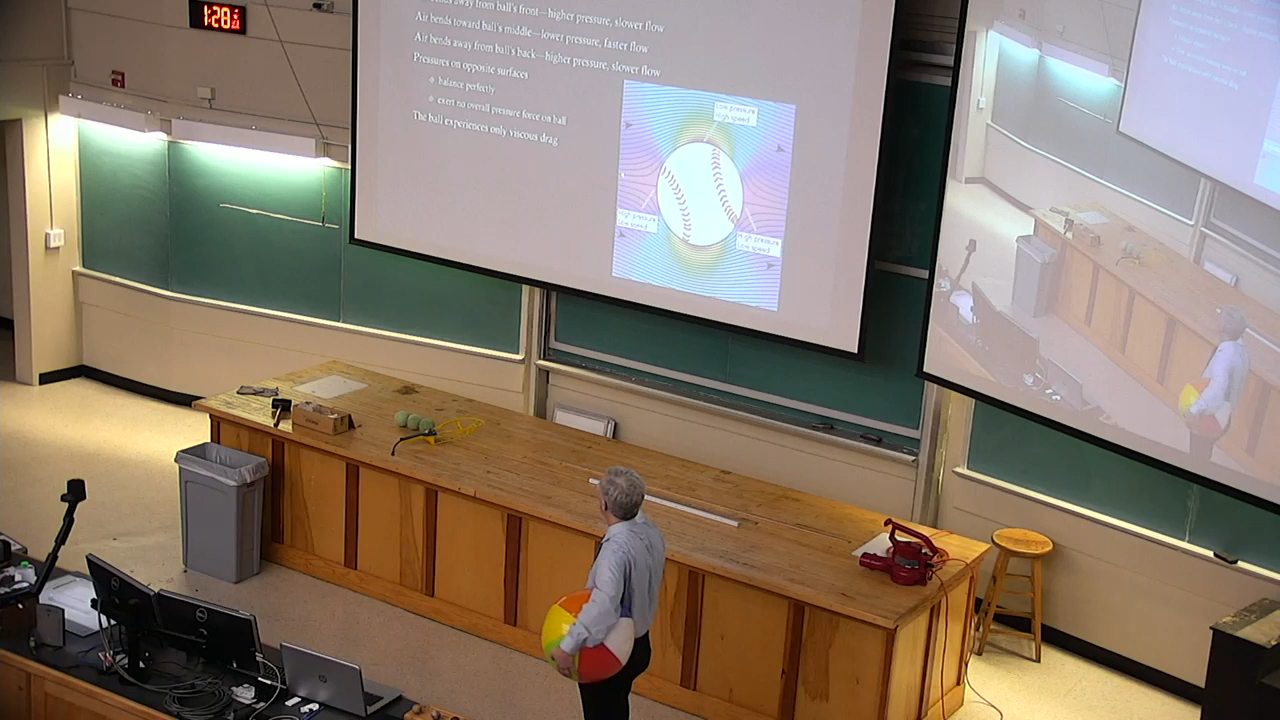 1:28
away from ball's front—higher pressure, slower flow
Air bends toward ball's middle—lower pressure, faster flow
Air bends away from ball's back—higher pressure, slower flow
Pressures on opposite surfaces
balance perfectly
exert no overall pressure force on ball
The ball experiences only viscous drag
Low pressure
High speed
High pressure
Low speed
High pressure
Low speed